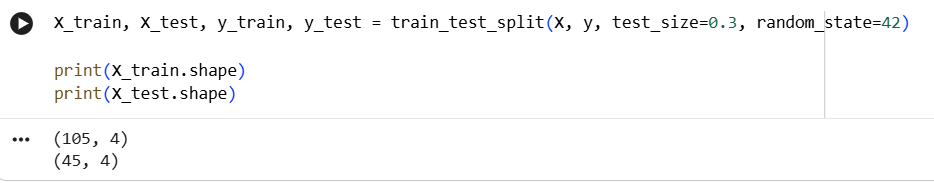 X_train, X_test, y_train, y_test = train_test_split(X, y, test_size=0.3, random_state=42)
print(X_train.shape)
print(X_test.shape)
(105, 4)
(45, 4)